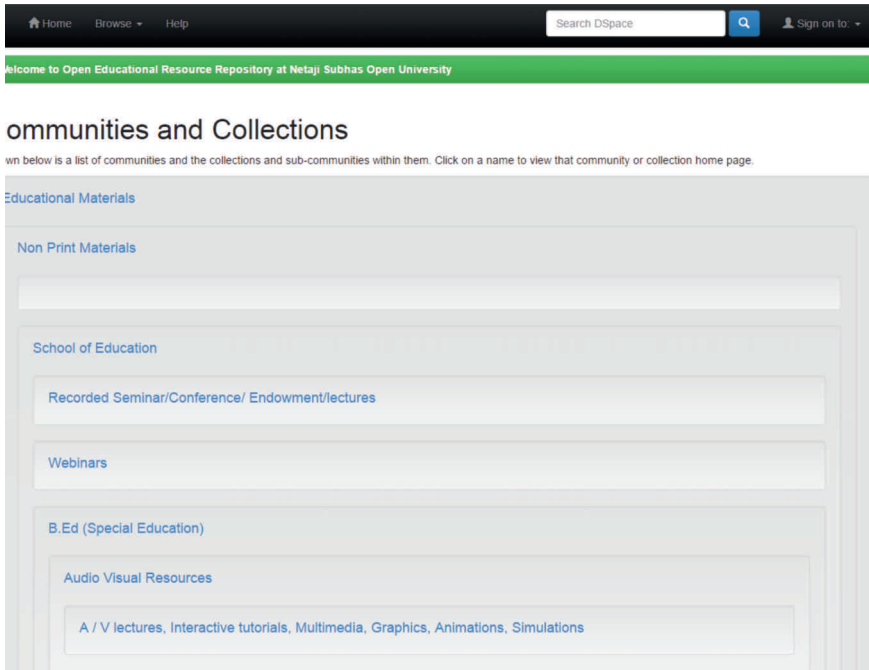 Home Browse Help Search DSpace Sign on to:
Welcome to Open Educational Resource Repository at Netaji Subhas Open University
ommunities and Collections
wn below is a list of communities and the collections and sub-communities within them. Click on a name to view that community or collection home page.
Educational Materials
Non Print Materials
School of Education
Recorded Seminar/Conference/ Endowment/lectures
Webinars
B.Ed (Special Education)
Audio Visual Resources
A / V lectures, Interactive tutorials, Multimedia, Graphics, Animations, Simulations